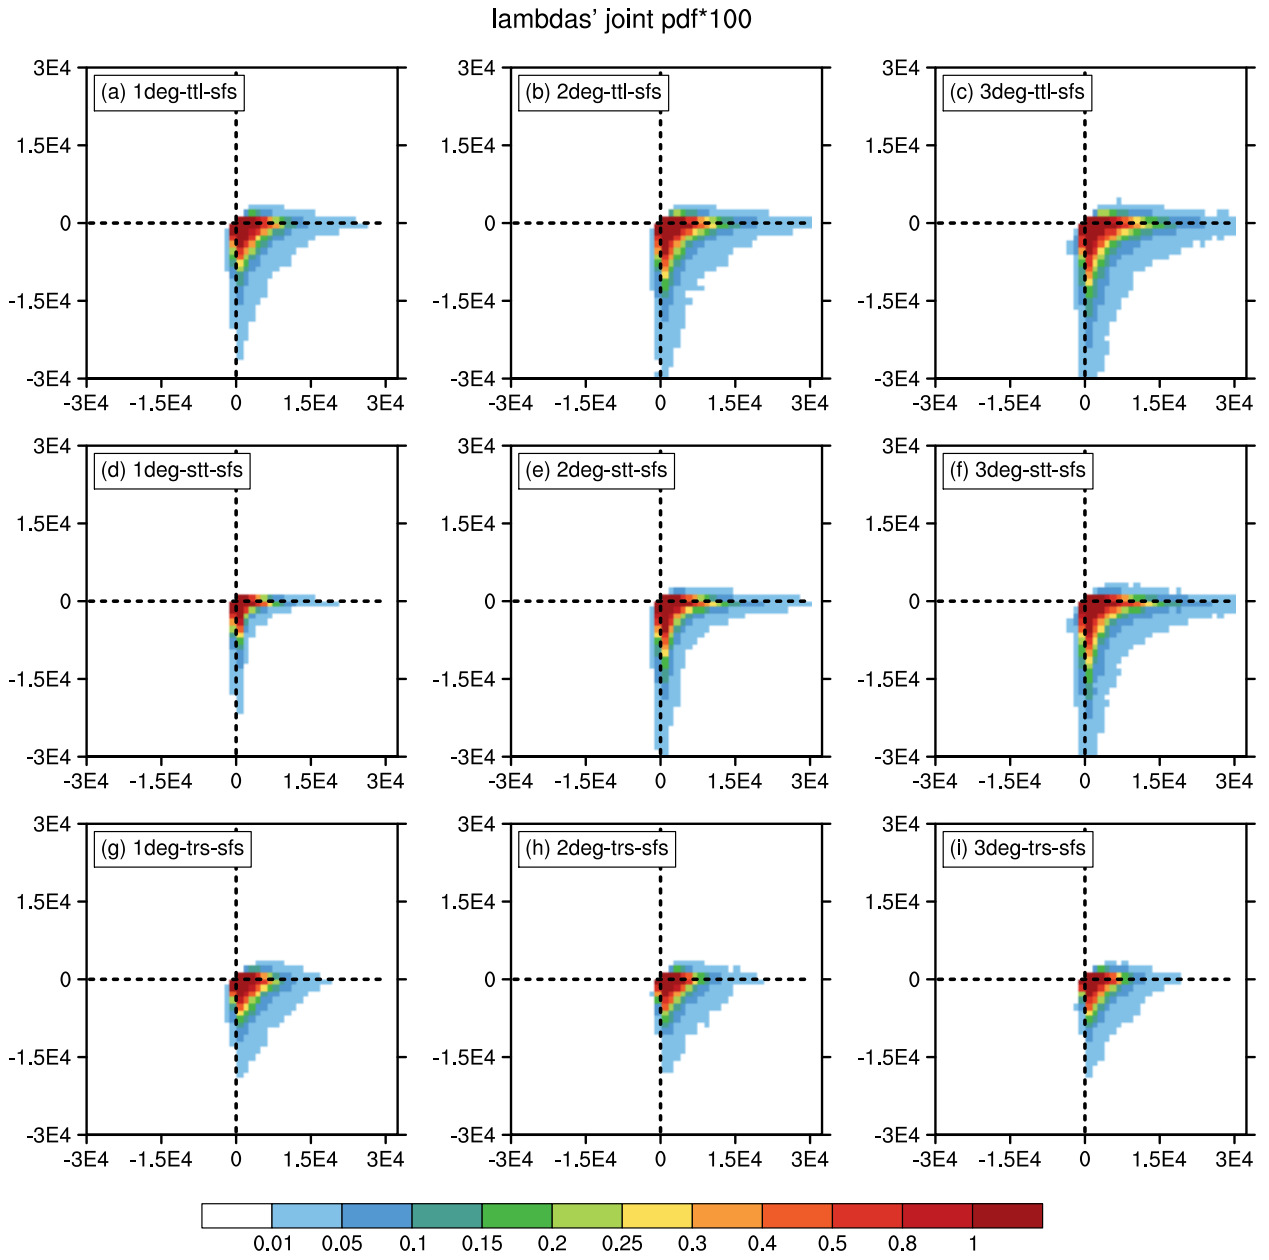 lambdas' joint pdf*100
3E4
(a) 1deg-ttl-sfs
1.5E4
0
-1.5E4
-3E4
-3E4 -1.5E4 0 1.5E4 3E4
3E4
(b) 2deg-ttl-sfs
1.5E4
0
-1.5E4
-3E4
-3E4 -1.5E4 0 1.5E4 3E4
3E4
(c) 3deg-ttl-sfs
1.5E4
0
-1.5E4
-3E4
-3E4 -1.5E4 0 1.5E4 3E4
3E4
(d) 1deg-stt-sfs
1.5E4
0
-1.5E4
-3E4
-3E4 -1.5E4 0 1.5E4 3E4
3E4
(e) 2deg-stt-sfs
1.5E4
0
-1.5E4
-3E4
-3E4 -1.5E4 0 1.5E4 3E4
3E4
(f) 3deg-stt-sfs
1.5E4
0
-1.5E4
-3E4
-3E4 -1.5E4 0 1.5E4 3E4
3E4
(g) 1deg-trs-sfs
1.5E4
0
-1.5E4
-3E4
-3E4 -1.5E4 0 1.5E4 3E4
3E4
(h) 2deg-trs-sfs
1.5E4
0
-1.5E4
-3E4
-3E4 -1.5E4 0 1.5E4 3E4
3E4
(i) 3deg-trs-sfs
1.5E4
0
-1.5E4
-3E4
-3E4 -1.5E4 0 1.5E4 3E4
0.01 0.05 0.1 0.15 0.2 0.25 0.3 0.4 0.5 0.8 1